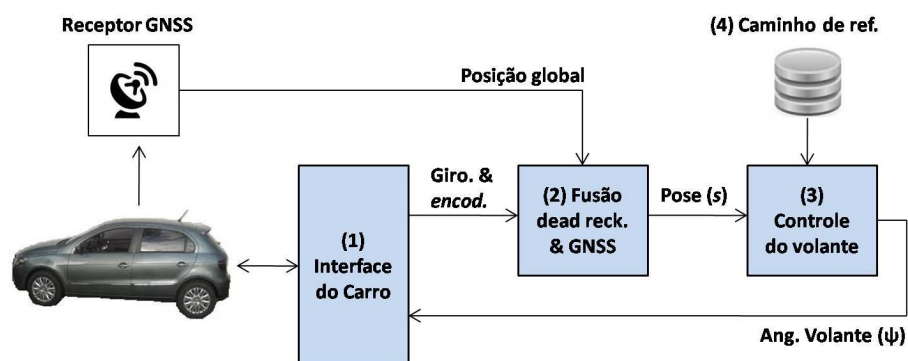 Receptor GNSS
(4) Caminho de ref.
Posição global
Giro. &
encod.
(2) Fusão
dead reck.
& GNSS
Pose (s)
(3)
Controle
do volante
(1)
Interface
do Carro
Ang. Volante (ψ)